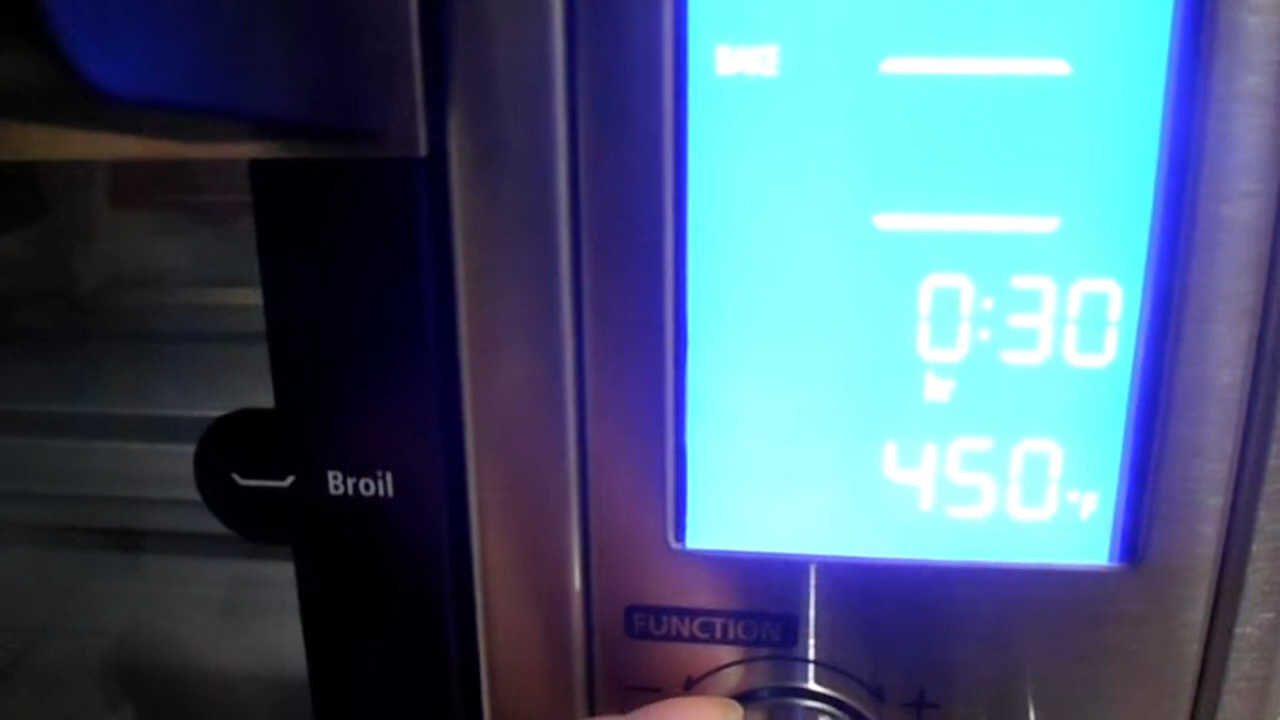 BAKE
0:30
hr
450°F
Broil
FUNCTION
- +